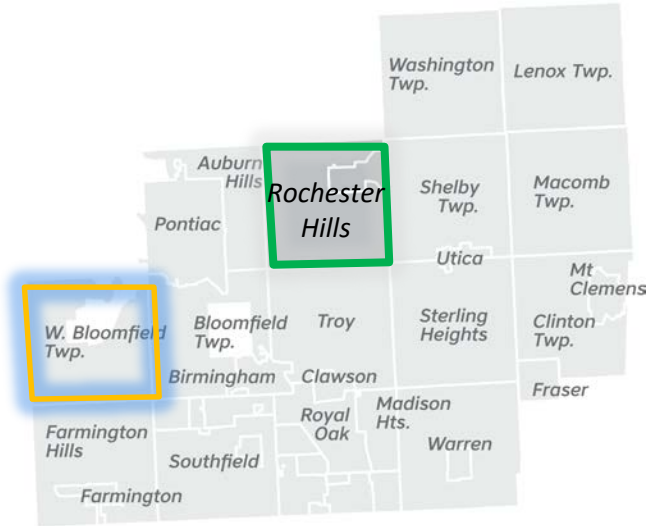 Washington
Twp.
Lenox Twp.
Auburn
Hills
Rochester
Hills
Shelby
Twp.
Macomb
Twp.
Pontiac
Utica
Mt
Clemens
W. Bloomfield
Twp.
Bloomfield
Twp.
Troy
Sterling
Heights
Clinton
Twp.
Birmingham
Clawson
Fraser
Farmington
Hills
Royal
Oak
Madison
Hts.
Warren
Southfield
Farmington